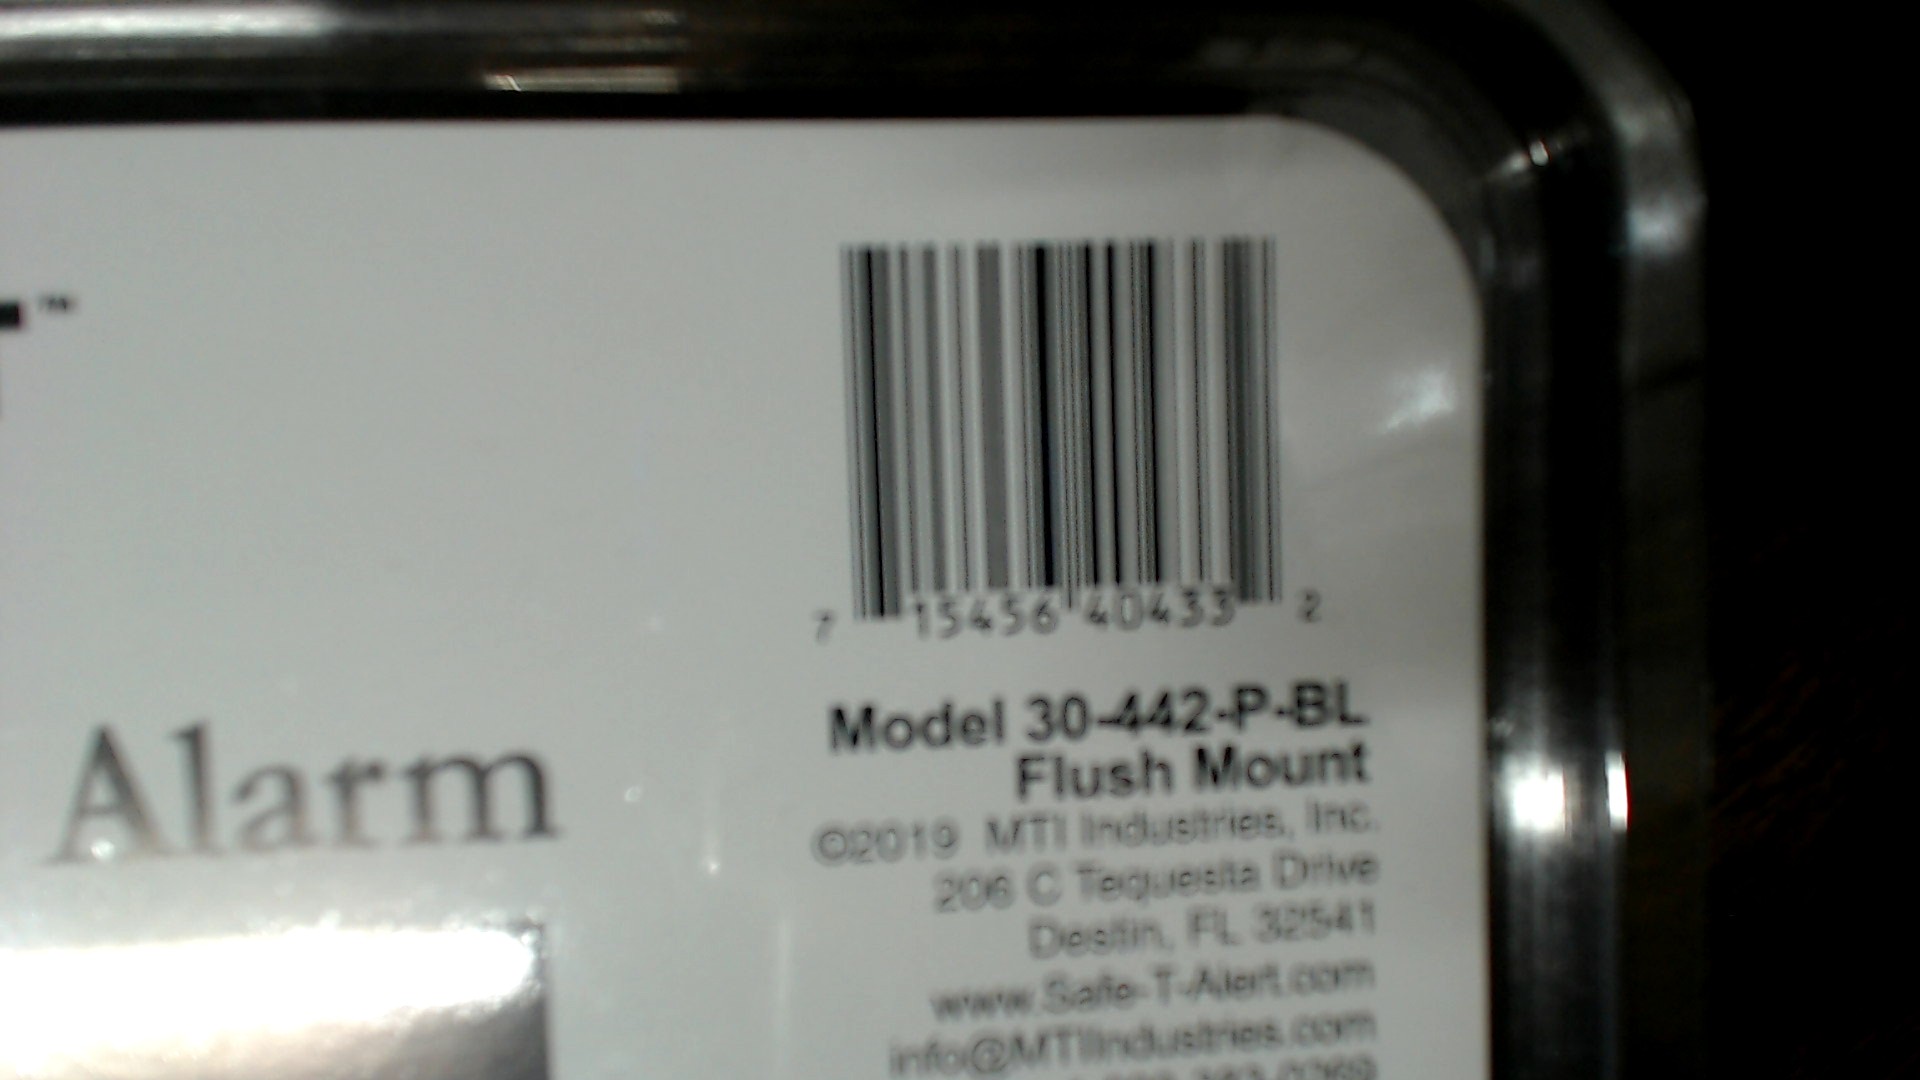 ™
7 15456 40433 2
Alarm
Model 30-442-P-BL
Flush Mount
©2019 MTI Industries, Inc.
206 C Tequesta Drive
Destin, FL 32541
www.Safe-T-Alert.com
info@MTIIndustries.com